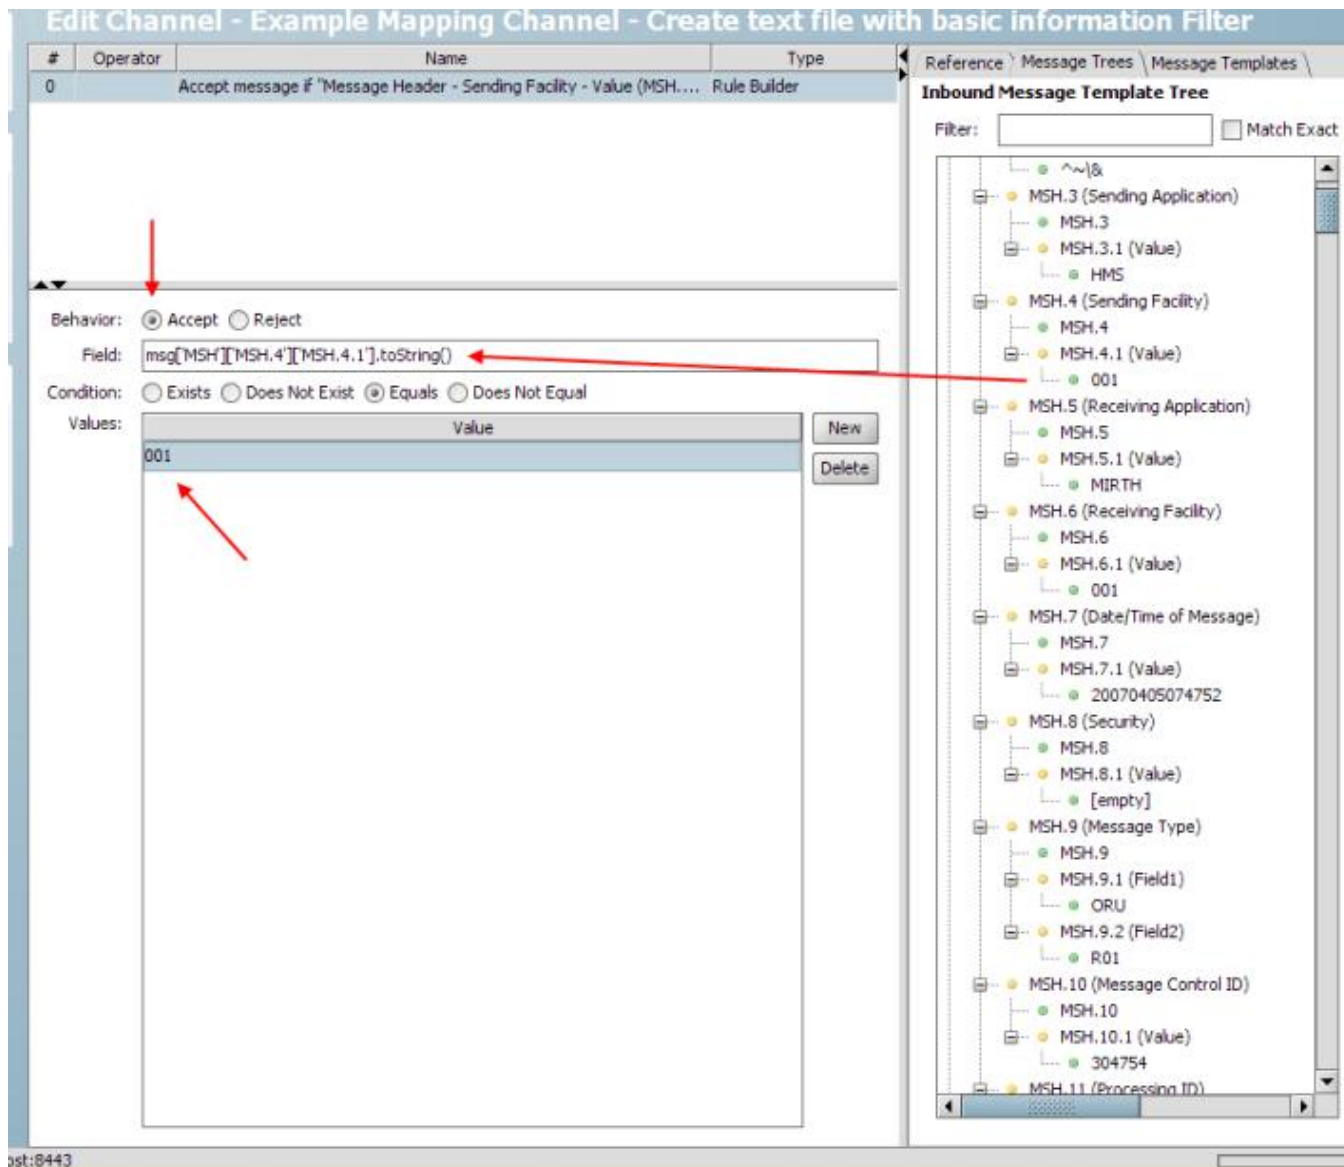 Edit Channel - Example Mapping Channel - Create text file with basic information Filter
# Operator Name Type
0 Accept message if "Message Header - Sending Facility - Value (MSH.... Rule Builder
Behavior: Accept Reject
Field: msg['MSH']['MSH.4']['MSH.4.1'].toString()
Condition: Exists Does Not Exist Equals Does Not Equal
Values: Value New
001
Delete
Reference Message Trees Message Templates
Inbound Message Template Tree
Filter: Match Exact
^~\&
MSH.3 (Sending Application)
MSH.3
MSH.3.1 (Value)
HMS
MSH.4 (Sending Facility)
MSH.4
MSH.4.1 (Value)
001
MSH.5 (Receiving Application)
MSH.5
MSH.5.1 (Value)
MIRTH
MSH.6 (Receiving Facility)
MSH.6
MSH.6.1 (Value)
001
MSH.7 (Date/Time of Message)
MSH.7
MSH.7.1 (Value)
20070405074752
MSH.8 (Security)
MSH.8
MSH.8.1 (Value)
[empty]
MSH.9 (Message Type)
MSH.9
MSH.9.1 (Field1)
ORU
MSH.9.2 (Field2)
R01
MSH.10 (Message Control ID)
MSH.10
MSH.10.1 (Value)
304754
MSH.11 (Processing ID)
ost:8443